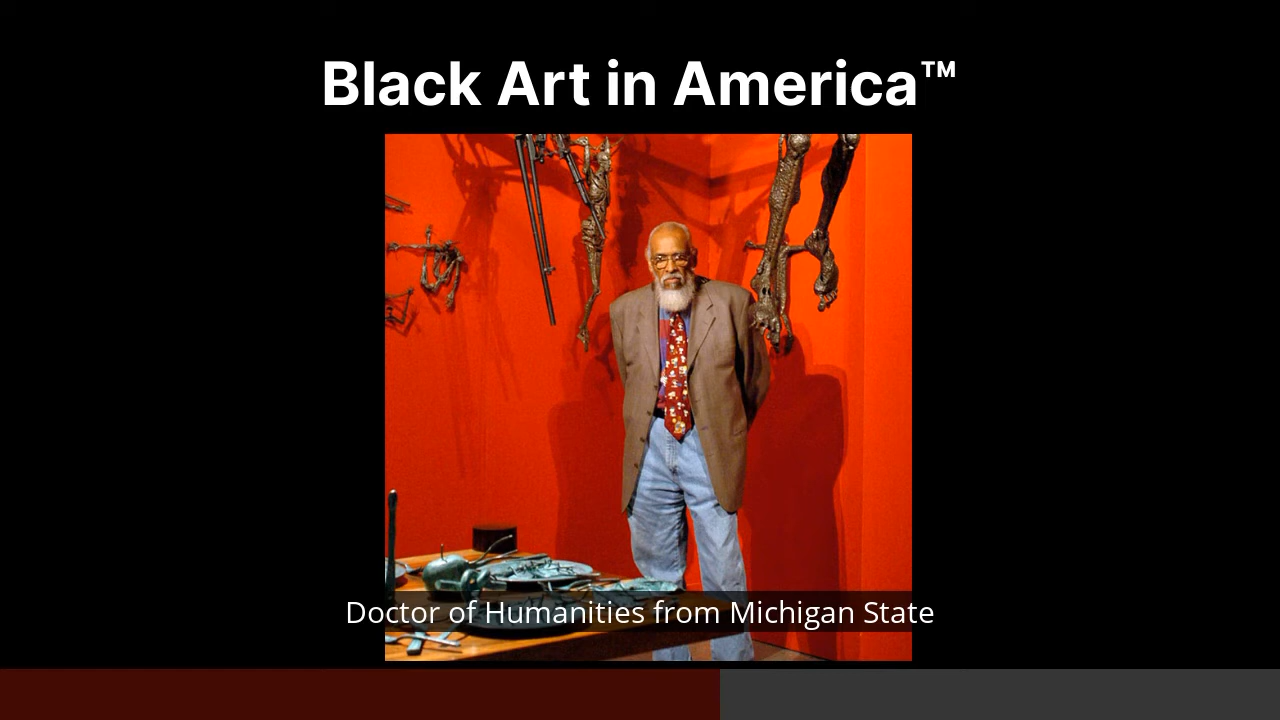 Black Art in America™
Doctor of Humanities from Michigan State